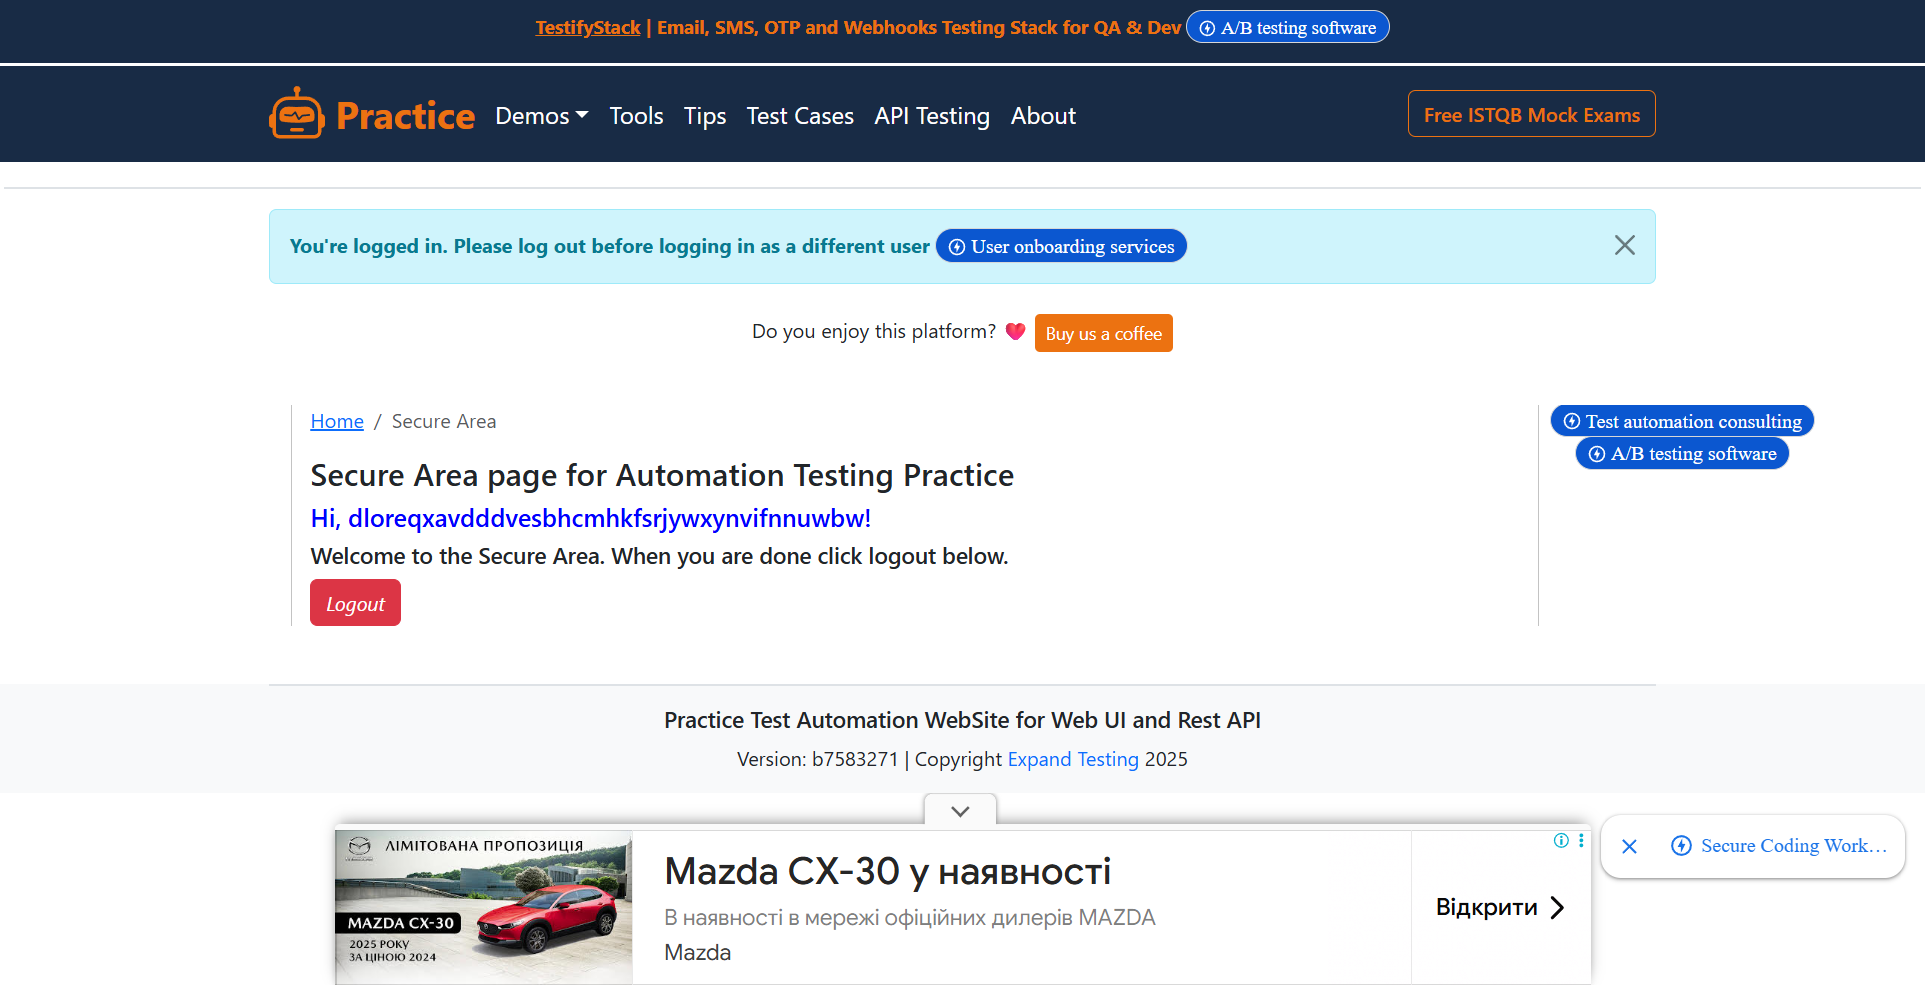 TestifyStack | Email, SMS, OTP and Webhooks Testing Stack for QA & Dev A/B testing software
Practice Demos Tools Tips Test Cases API Testing About Free ISTQB Mock Exams
You're logged in. Please log out before logging in as a different user User onboarding services
Do you enjoy this platform? Buy us a coffee
Home / Secure Area
Secure Area page for Automation Testing Practice
Hi, dloreqxavdddvesbhcmhkfsrjywxynvifnnuwbw!
Welcome to the Secure Area. When you are done click logout below.
Logout
Test automation consulting
A/B testing software
Practice Test Automation WebSite for Web UI and Rest API
Version: b7583271 | Copyright Expand Testing 2025
ЛІМІТОВАНА ПРОПОЗИЦІЯ
MAZDA CX-30
2025 РОКУ
ЗА ЦІНОЮ 2024
Mazda CX-30 у наявності
В наявності в мережі офіційних дилерів MAZDA
Mazda
Відкрити
Secure Coding Work...